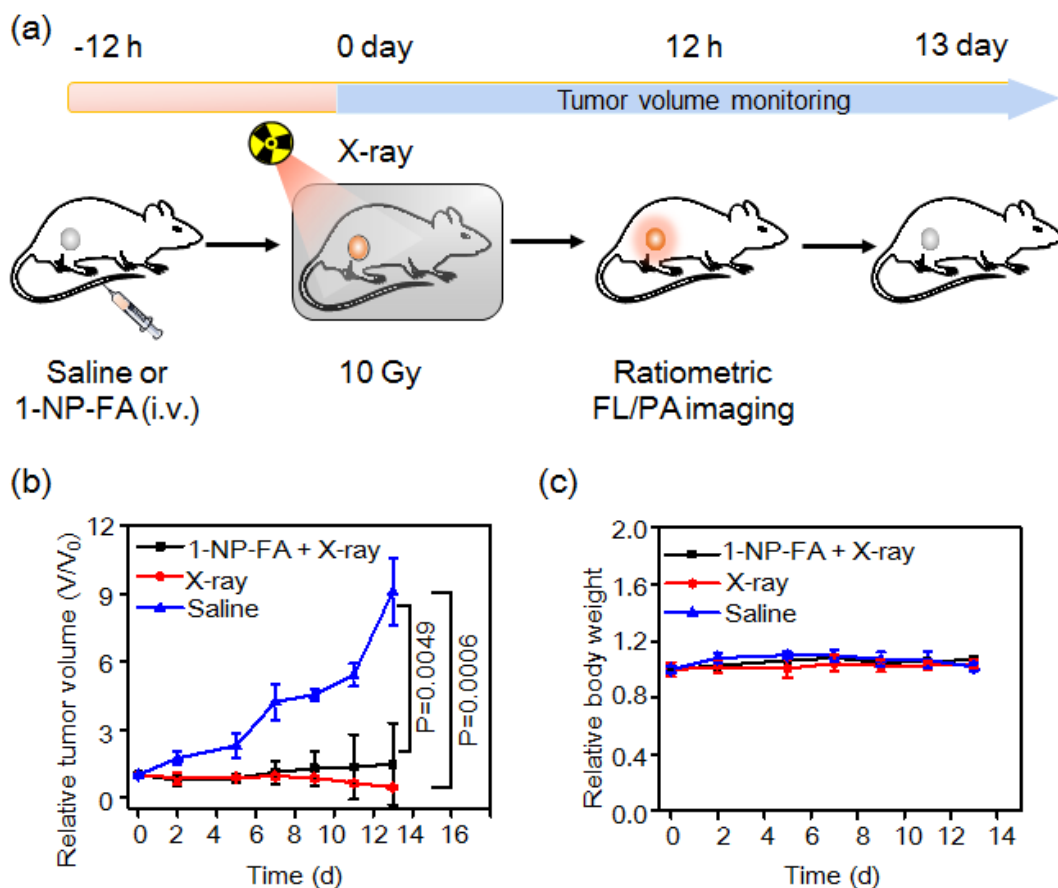 (a)
-12 h
0 day
12 h
13 day
Tumor volume monitoring
X-ray
Saline or
1-NP-FA (i.v.)
10 Gy
Ratiometric
FL/PA imaging
(b)
Relative tumor volume (V/V₀)
12
9
6
3
0
1-NP-FA + X-ray
X-ray
Saline
P=0.0049
P=0.0006
0 2 4 6 8 10 12 14 16
Time (d)
(c)
Relative body weight
2.0
1.6
1.2
0.8
0.4
0.0
1-NP-FA + X-ray
X-ray
Saline
0 2 4 6 8 10 12 14
Time (d)